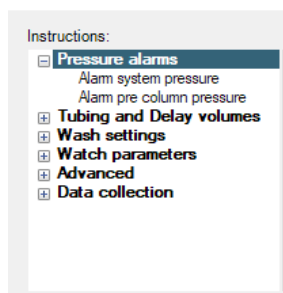 Instructions:
Pressure alarms
Alarm system pressure
Alarm pre column pressure
Tubing and Delay volumes
Wash settings
Watch parameters
Advanced
Data collection